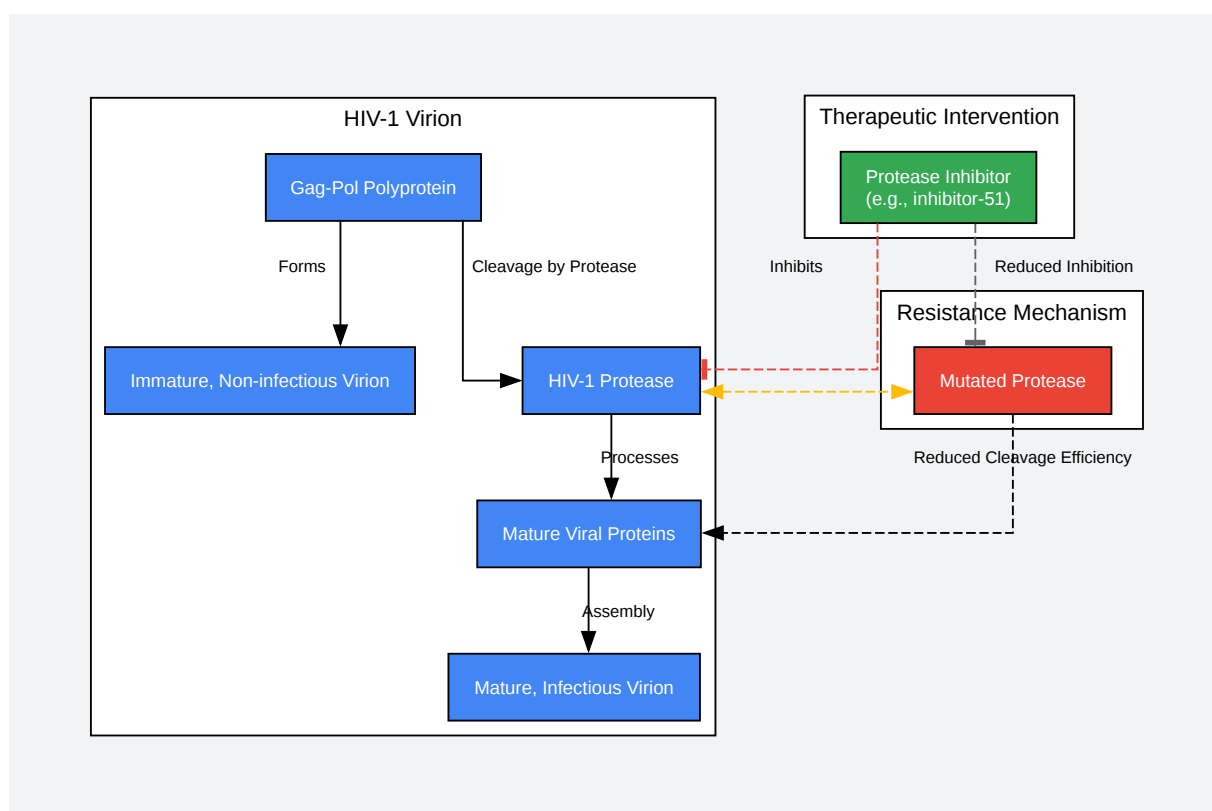 HIV-1 Virion
Gag-Pol Polyprotein
Forms
Cleavage by Protease
Immature, Non-infectious Virion
HIV-1 Protease
Processes
Mature Viral Proteins
Assembly
Mature, Infectious Virion
Therapeutic Intervention
Protease Inhibitor
(e.g., inhibitor-51)
Inhibits
Reduced Inhibition
Resistance Mechanism
Mutated Protease
Reduced Cleavage Efficiency